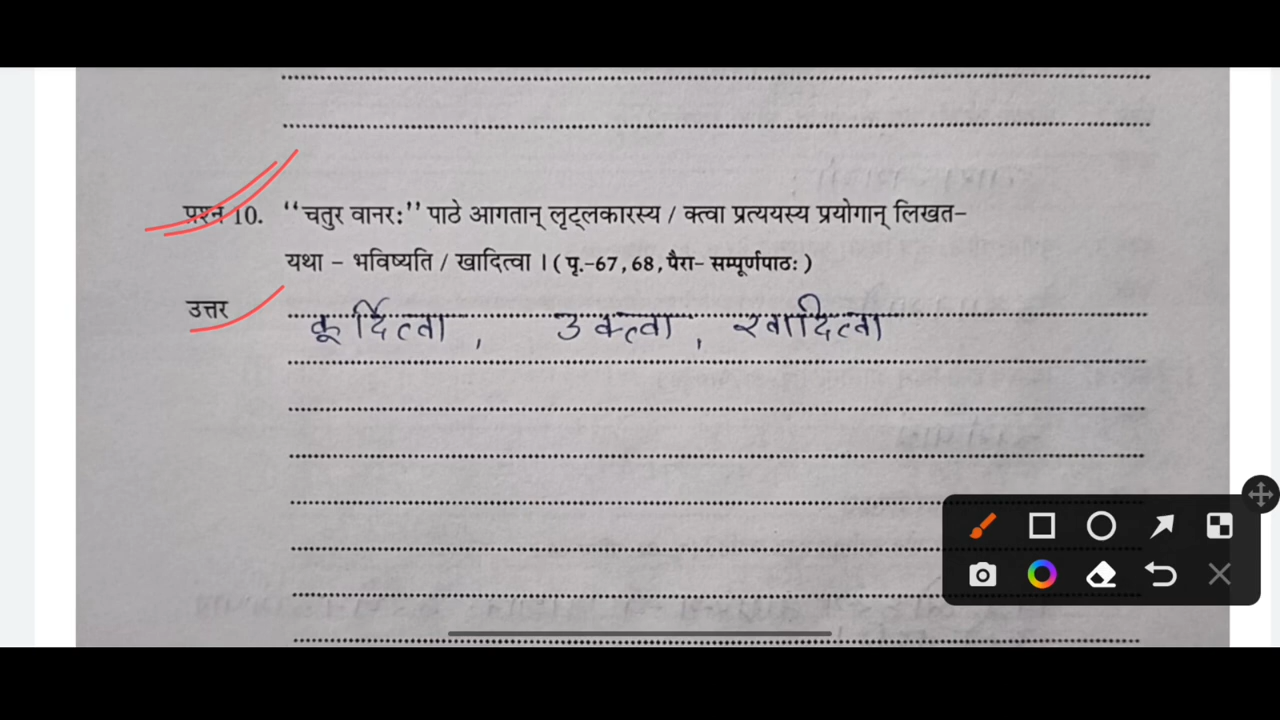 प्रश्न 10. ‘‘चतुर वानरः’’ पाठे आगतान् लृट्लकारस्य / क्त्वा प्रत्ययस्य प्रयोगान् लिखत–
यथा – भविष्यति / खादित्वा । ( पृ.-67, 68, पैरा- सम्पूर्णपाठः )
उत्तर
कूर्दित्वा , उक्त्वा , खादित्वा